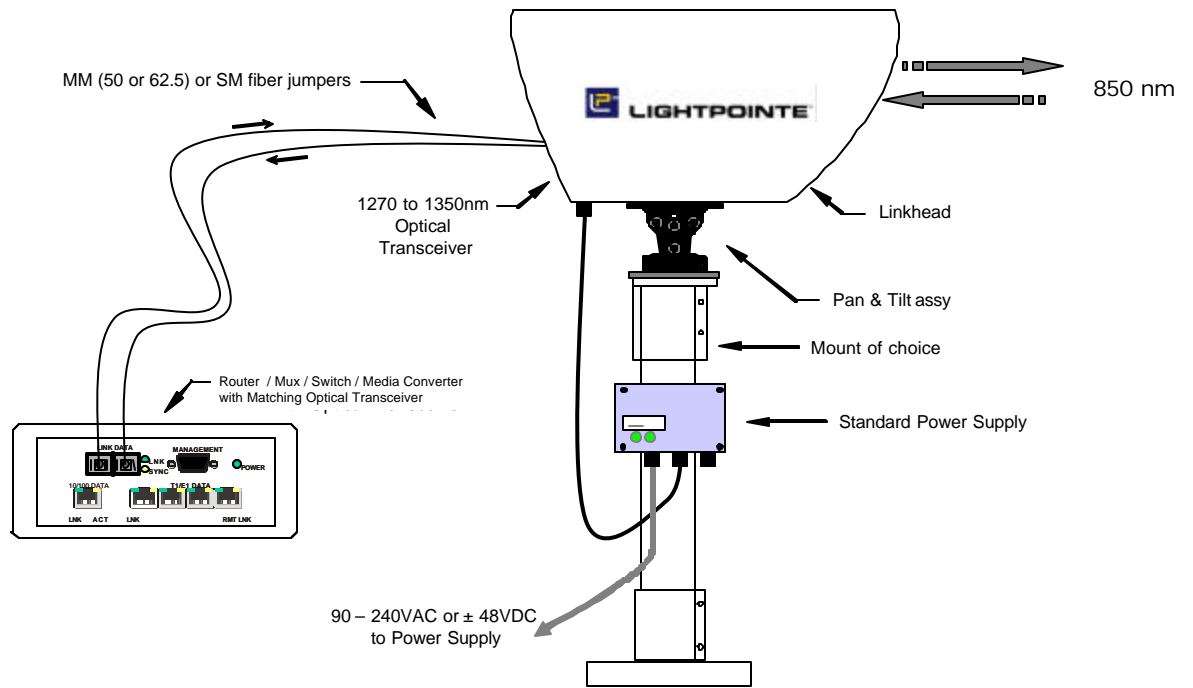 MM (50 or 62.5) or SM fiber jumpers
LIGHTPOINTE
850 nm
1270 to 1350nm
Optical
Transceiver
Linkhead
Pan & Tilt assy
Mount of choice
Router / Mux / Switch / Media Converter
with Matching Optical Transceiver
Standard Power Supply
LINK DATA
LNK
SYNC
MANAGEMENT
POWER
10/100 DATA
T1/E1 DATA
LNK ACT
LNK
RMT LNK
90 – 240VAC or ± 48VDC
to Power Supply